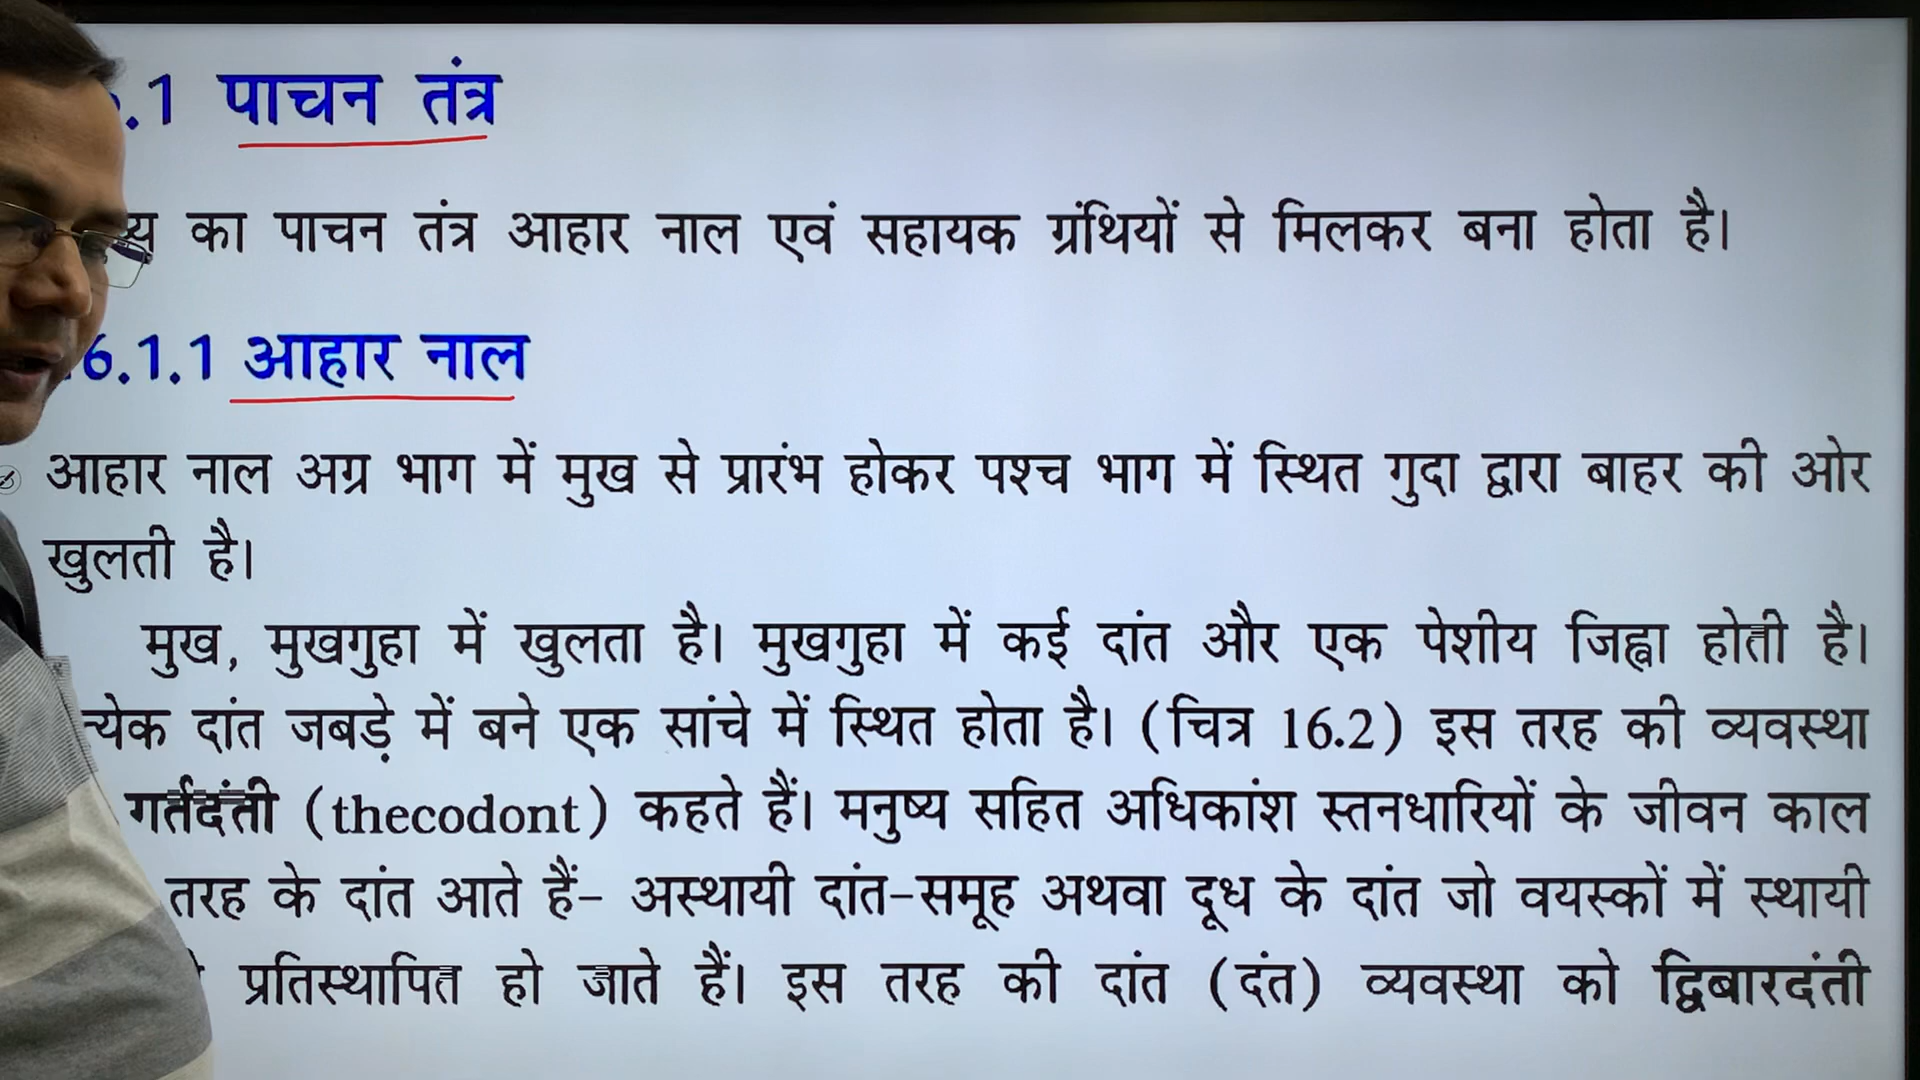 .1 पाचन तंत्र
का पाचन तंत्र आहार नाल एवं सहायक ग्रंथियों से मिलकर बना होता है।
6.1.1 आहार नाल
आहार नाल अग्र भाग में मुख से प्रारंभ होकर पश्च भाग में स्थित गुदा द्वारा बाहर की ओर
खुलती है।
मुख, मुखगुहा में खुलता है। मुखगुहा में कई दांत और एक पेशीय जिह्वा होती है।
त्येक दांत जबड़े में बने एक सांचे में स्थित होता है। (चित्र 16.2) इस तरह की व्यवस्था
गर्तदंती (thecodont) कहते हैं। मनुष्य सहित अधिकांश स्तनधारियों के जीवन काल
तरह के दांत आते हैं- अस्थायी दांत-समूह अथवा दूध के दांत जो वयस्कों में स्थायी
प्रतिस्थापित हो जाते हैं। इस तरह की दांत (दंत) व्यवस्था को द्विबारदंती